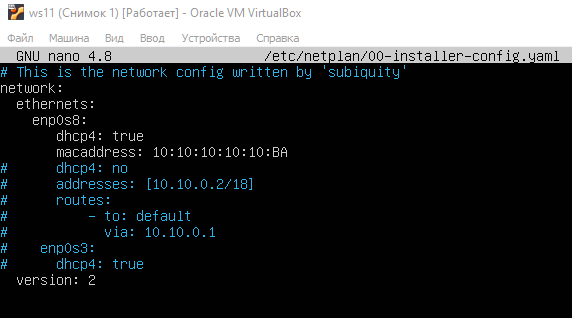 ws11 (Снимок 1) [Работает] - Oracle VM VirtualBox
Файл Машина Вид Ввод Устройства Справка
GNU nano 4.8 /etc/netplan/00-installer-config.yaml
# This is the network config written by 'subiquity'
network:
  ethernets:
    enp0s8:
       dhcp4: true
       macaddress: 10:10:10:10:10:BA
#      dhcp4: no
#      addresses: [10.10.0.2/18]
#      routes:
#          - to: default
#            via: 10.10.0.1
#    enp0s3:
#      dhcp4: true
  version: 2